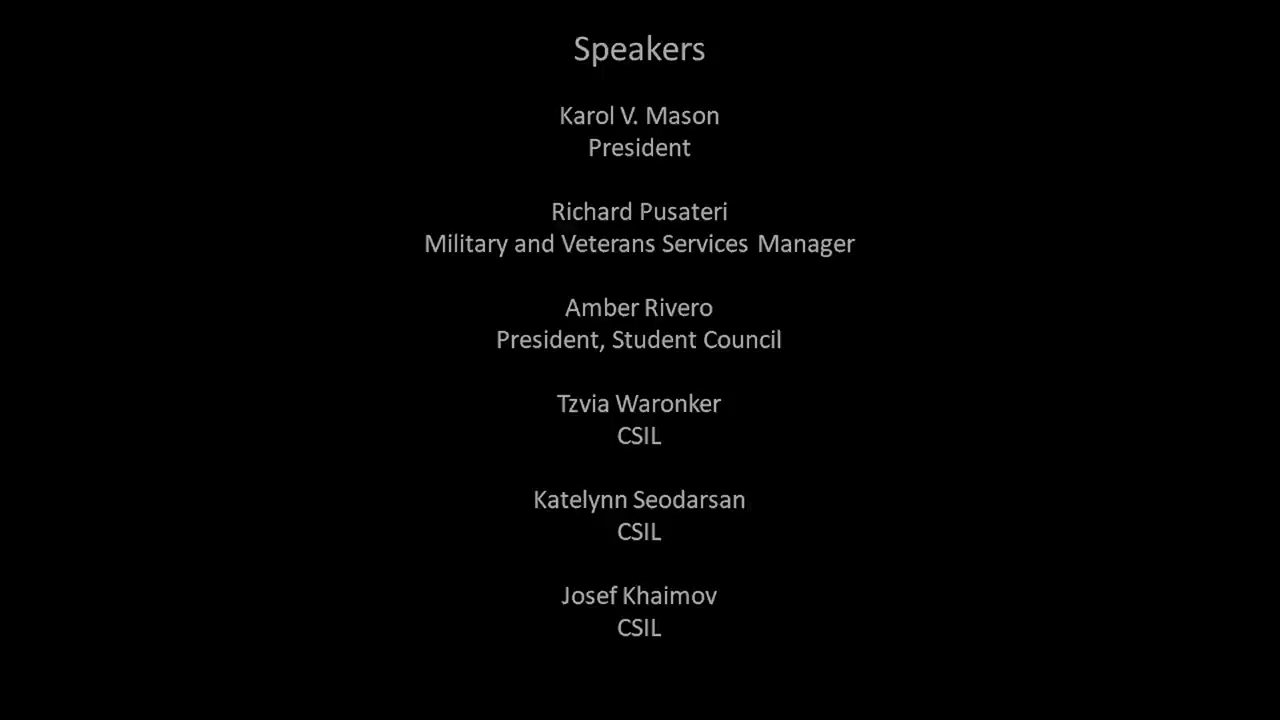 Speakers
Karol V. Mason
President
Richard Pusateri
Military and Veterans Services Manager
Amber Rivero
President, Student Council
Tzvia Waronker
CSIL
Katelynn Seodarsan
CSIL
Josef Khaimov
CSIL